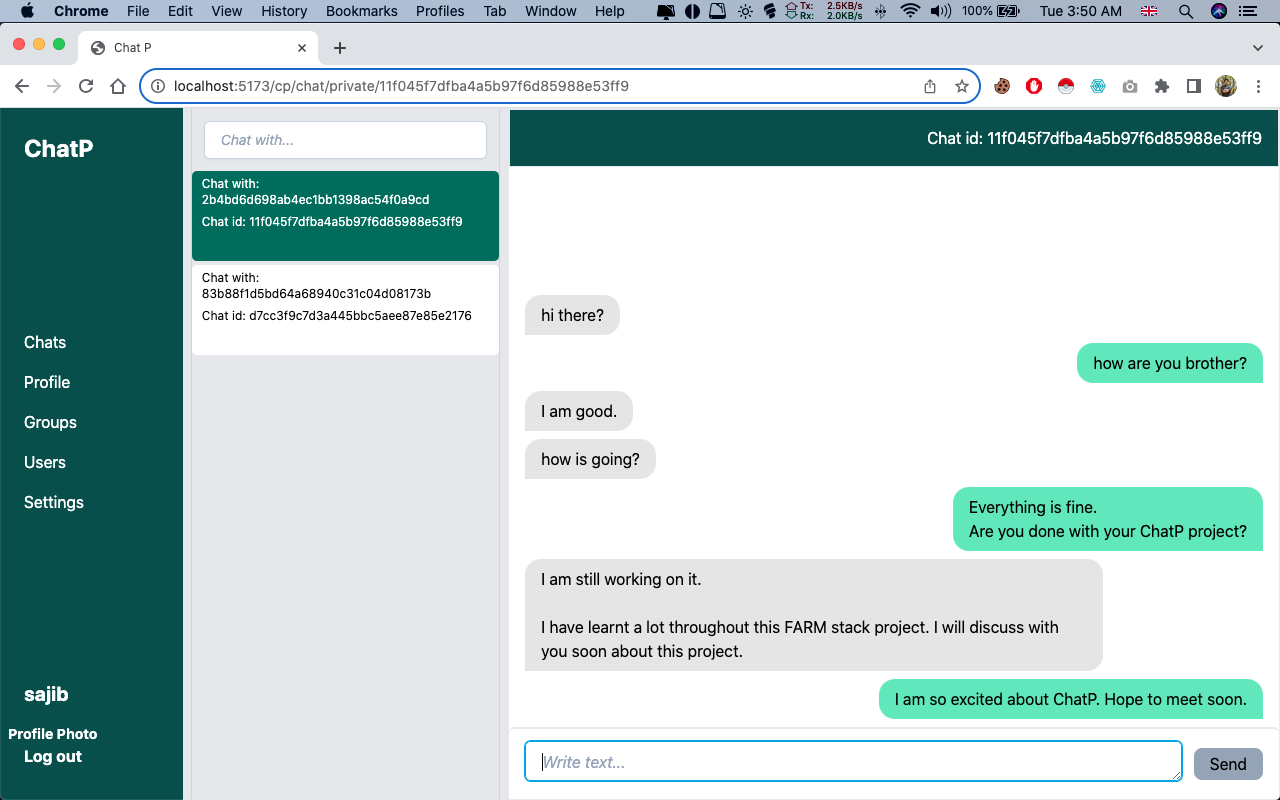 Chrome File Edit View History Bookmarks Profiles Tab Window Help Tx: 2.5KB/s Rx: 2.0KB/s 100% Tue 3:50 AM
Chat P
localhost:5173/cp/chat/private/11f045f7dfba4a5b97f6d85988e53ff9
ChatP
Chats
Profile
Groups
Users
Settings
sajib
Profile Photo
Log out
Chat with...
Chat with:
2b4bd6d698ab4ec1bb1398ac54f0a9cd
Chat id: 11f045f7dfba4a5b97f6d85988e53ff9
Chat with:
83b88f1d5bd64a68940c31c04d08173b
Chat id: d7cc3f9c7d3a445bbc5aee87e85e2176
Chat id: 11f045f7dfba4a5b97f6d85988e53ff9
hi there?
how are you brother?
I am good.
how is going?
Everything is fine.
Are you done with your ChatP project?
I am still working on it.
I have learnt a lot throughout this FARM stack project. I will discuss with
you soon about this project.
I am so excited about ChatP. Hope to meet soon.
Write text...
Send